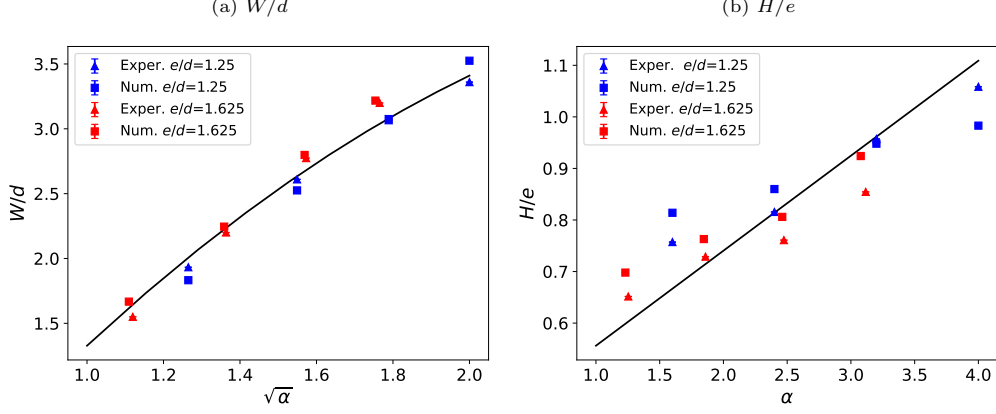 (a) W/d
3.5
3.0
2.5
2.0
1.5
W/d
Exper. e/d=1.25
Num. e/d=1.25
Exper. e/d=1.625
Num. e/d=1.625
1.0 1.2 1.4 1.6 1.8 2.0
√α
(b) H/e
1.1
1.0
0.9
0.8
0.7
0.6
H/e
Exper. e/d=1.25
Num. e/d=1.25
Exper. e/d=1.625
Num. e/d=1.625
1.0 1.5 2.0 2.5 3.0 3.5 4.0
α